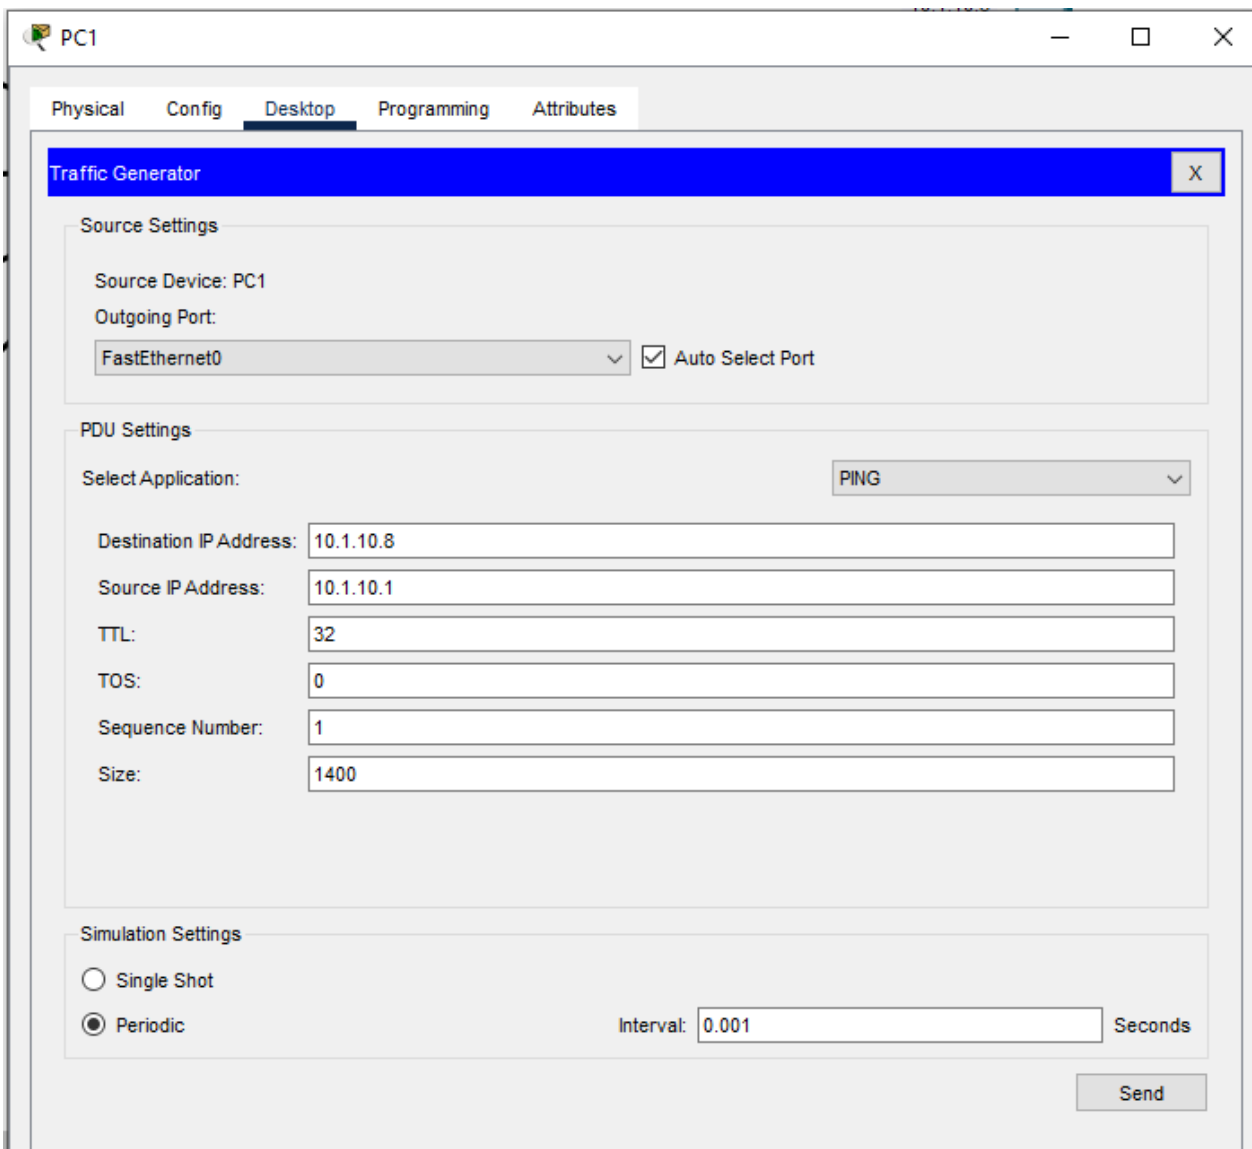 PC1
Physical Config Desktop Programming Attributes
Traffic Generator X
Source Settings
Source Device: PC1
Outgoing Port:
FastEthernet0 Auto Select Port
PDU Settings
Select Application: PING
Destination IP Address: 10.1.10.8
Source IP Address: 10.1.10.1
TTL: 32
TOS: 0
Sequence Number: 1
Size: 1400
Simulation Settings
Single Shot
Periodic Interval: 0.001 Seconds
Send